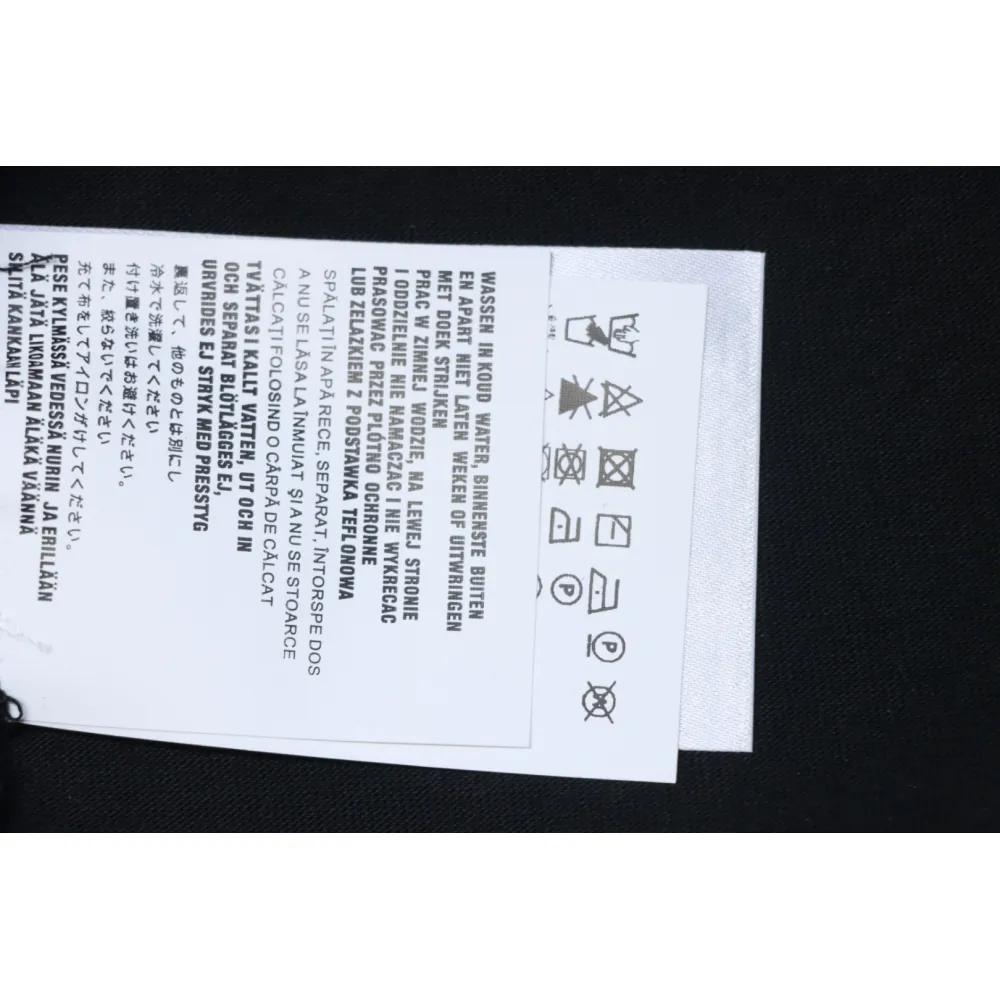 WASSEN IN KOUD WATER, BINNENSTE BUITEN
EN APART NIET LATEN WEKEN OF UITWRINGEN
MET DOEK STRIJKEN
PRAC W ZIMNEJ WODZIE, NA LEWEJ STRONIE
I ODDZIELNIE NIE NAMACZAC I NIE WYKRECAC
PRASOWAC PRZEZ PLÓTNO OCHRONNE
LUB ZELAZKIEM Z PODSTAWKA TEFLONOWA
SPĂLAȚI ÎN APĂ RECE, SEPARAT, ÎNTORSPE DOS
A NU SE LĂSA LA ÎNMUIAT ŞI A NU SE STOARCE
CĂLCAȚI FOLOSIND O CÂRPĂ DE CĂLCAT
TVÄTTAS I KALLT VATTEN, UT OCH IN
OCH SEPARAT BLÖTLÄGGES EJ,
URVRIDES EJ STRYK MED PRESSTYG
裏返して、他のものとは別にし
冷水で洗濯してください
付け置き洗いはお避けください。
また、絞らないでください
充て布をしてアイロンがけしてください。
PESE KYLMÄSSÄ VEDESSÄ NURIN JA ERILLÄÄN
ÄLÄ JÄTÄ LIKOAMAAN ÄLÄKÄ VÄÄNNÄ
SILITÄ KANKAAN LÄPI
P
P